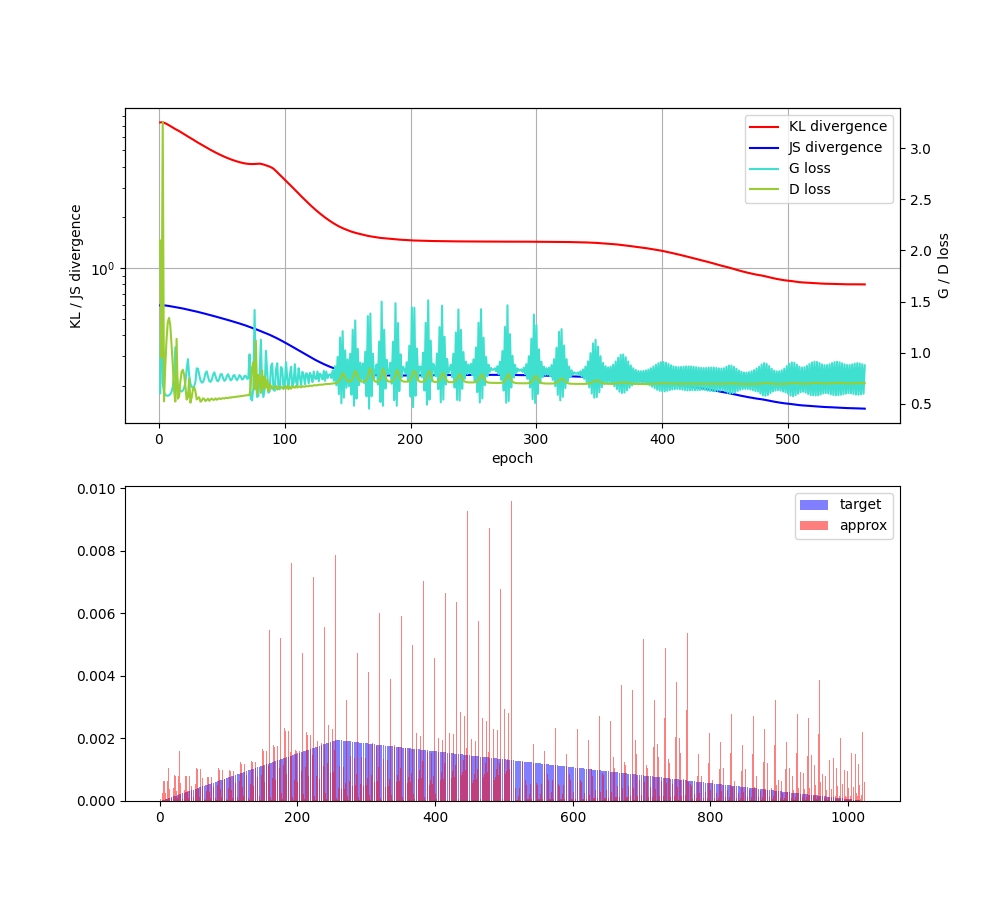 KL divergence
JS divergence
G loss
D loss
KL / JS divergence
10⁰
G / D loss
3.0
2.5
2.0
1.5
1.0
0.5
0 100 200 300 400 500
epoch
target
approx
0.010
0.008
0.006
0.004
0.002
0.000
0 200 400 600 800 1000